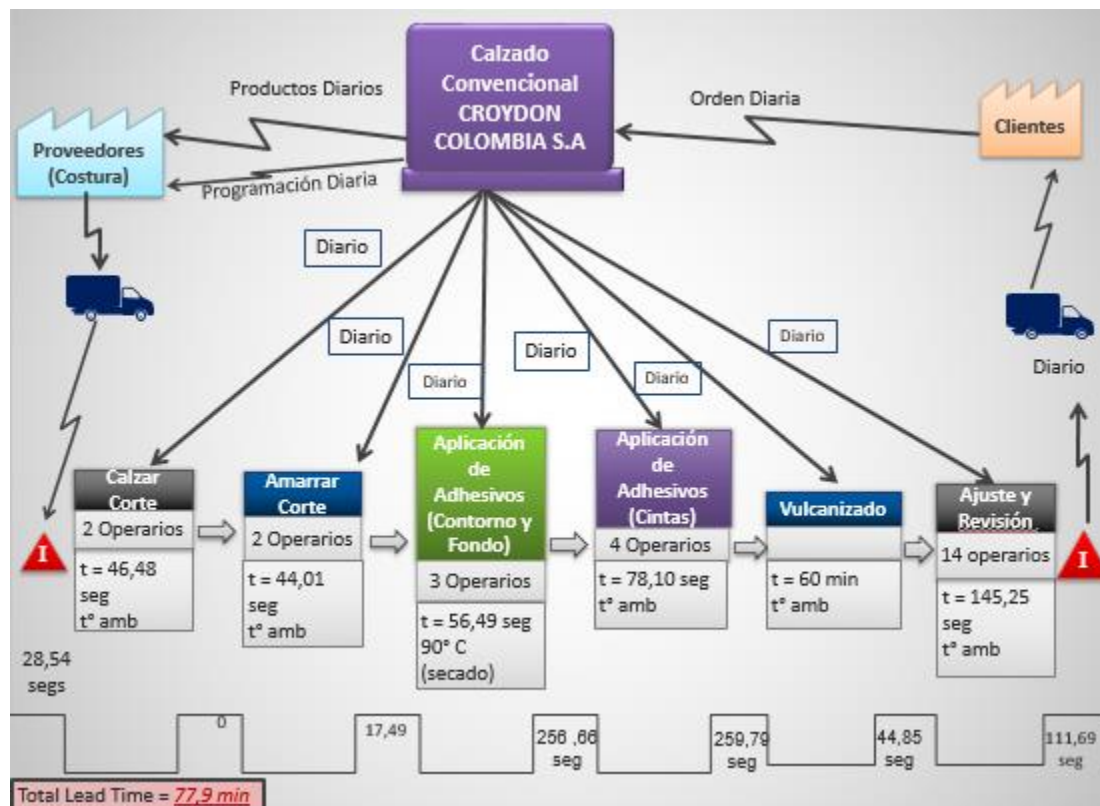 Calzado
Convencional
CROYDON
COLOMBIA S.A
Productos Diarios
Orden Diaria
Proveedores
(Costura)
Clientes
Programación Diaria
Diario
Diario
Diario
Diario
Diario
Diario
Diario
Calzar
Corte
2 Operarios
t = 46,48
seg
t° amb
Amarrar
Corte
2 Operarios
t = 44,01
seg
t° amb
Aplicación
de
Adhesivos
(Contorno y
Fondo)
3 Operarios
t = 56,49 seg
90° C
(secado)
Aplicación
de
Adhesivos
(Cintas)
4 Operarios
t = 78,10 seg
t° amb
Vulcanizado
t = 60 min
t° amb
Ajuste y
Revisión
14 operarios
t = 145,25
seg
t° amb
I
I
28,54
segs
0
17,49
256 ,66
seg
259,79
seg
44,85
seg
111,69
seg
Total Lead Time = 77,9 min